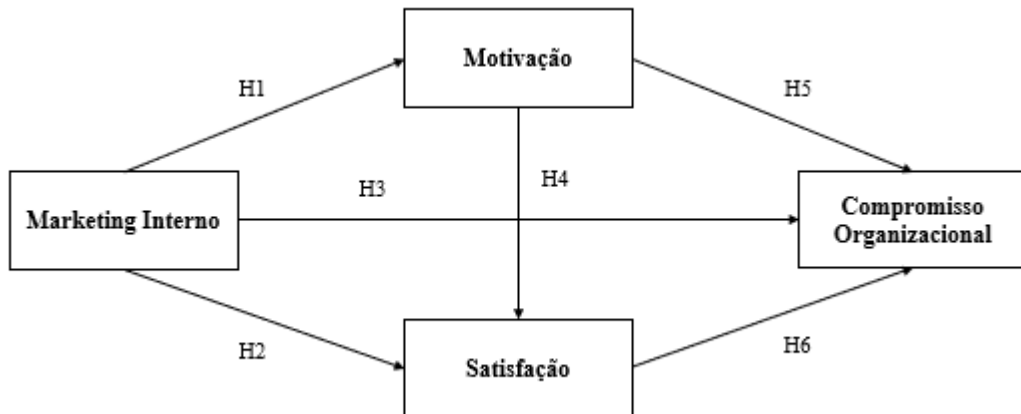 Motivação
H1
H5
H3
H4
Marketing Interno
Compromisso
Organizacional
H2
H6
Satisfação